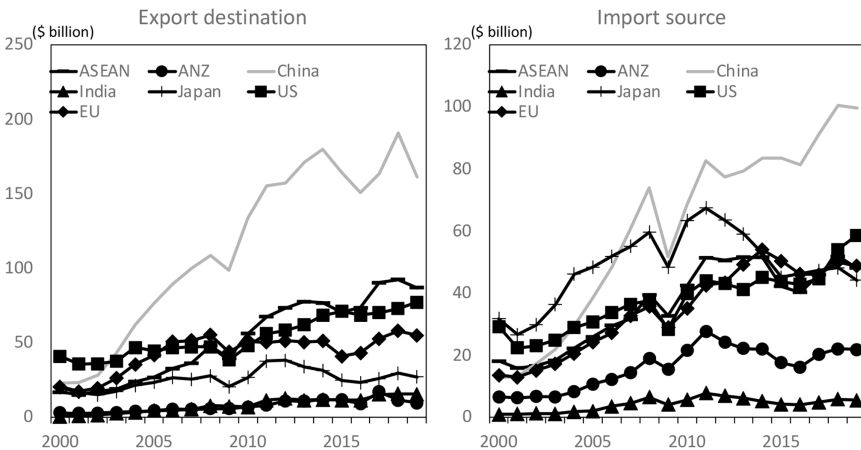 Export destination
($ billion)
250
200
150
100
50
0
ASEAN ANZ China
India Japan US
EU
2000 2005 2010 2015
Import source
($ billion)
120
100
80
60
40
20
0
ASEAN ANZ China
India Japan US
EU
2000 2005 2010 2015